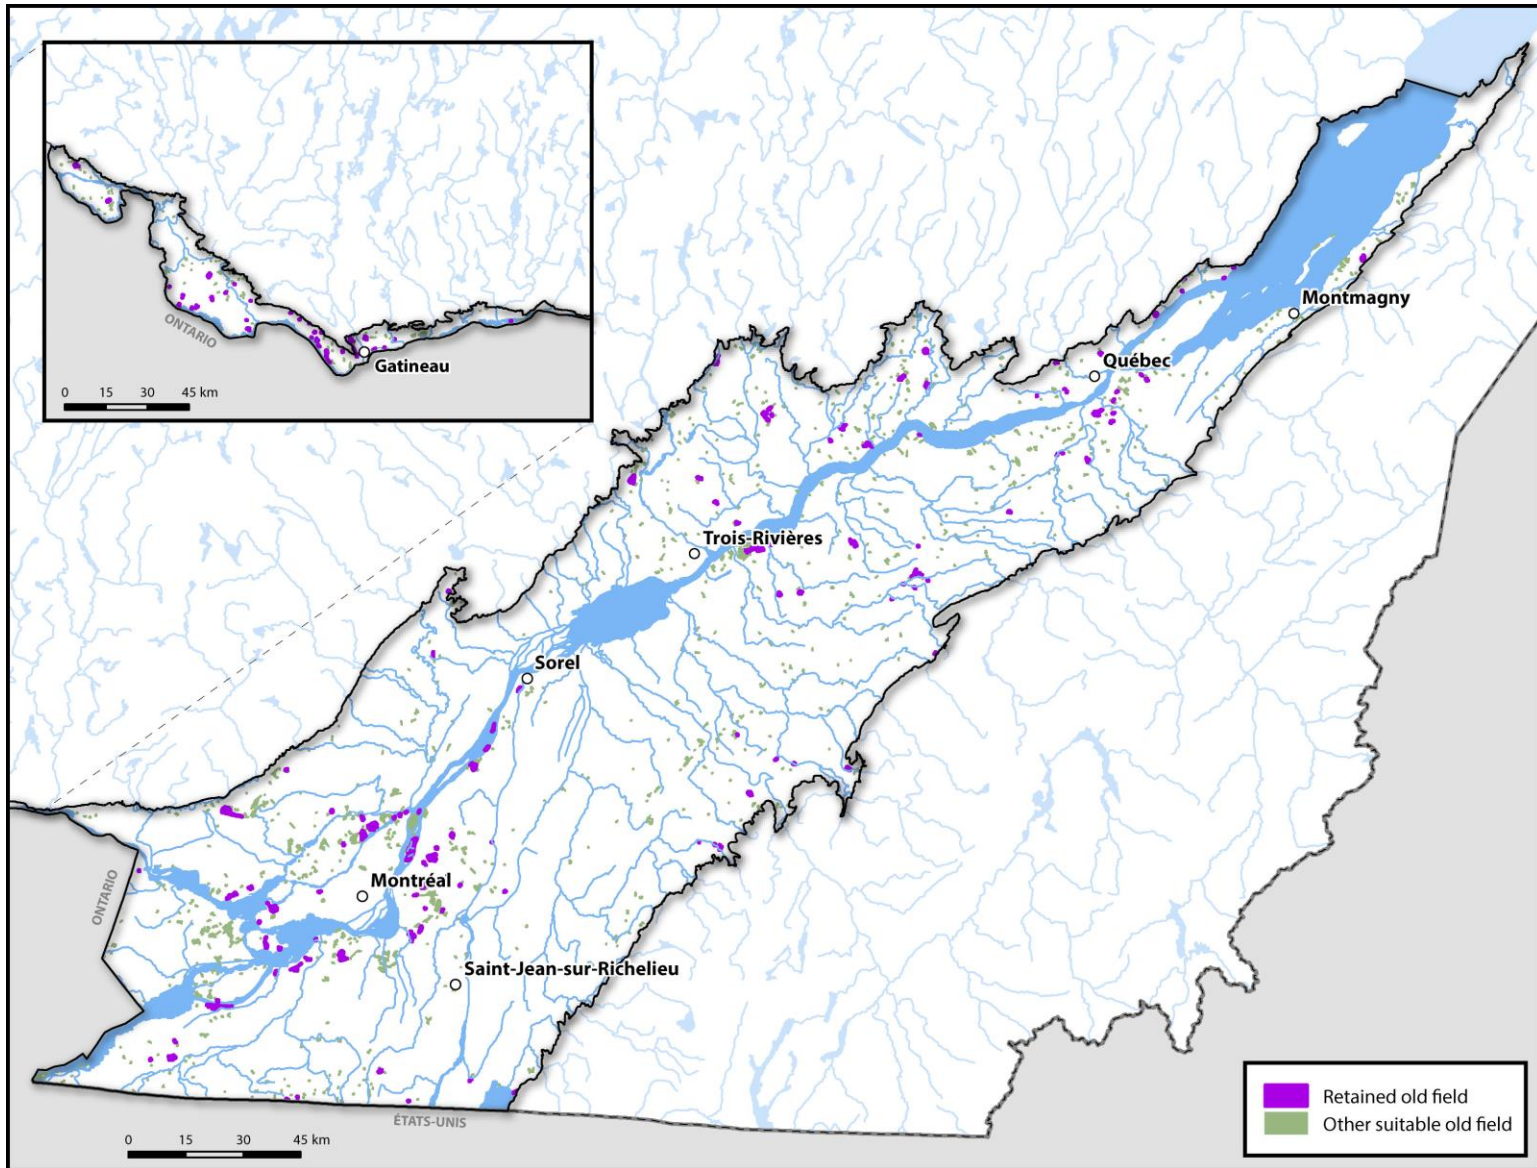 ONTARIO
Gatineau
0 15 30 45 km
Montmagny
Québec
Trois-Rivières
Sorel
ONTARIO
Montréal
Saint-Jean-sur-Richelieu
ÉTATS-UNIS
0 15 30 45 km
Retained old field
Other suitable old field